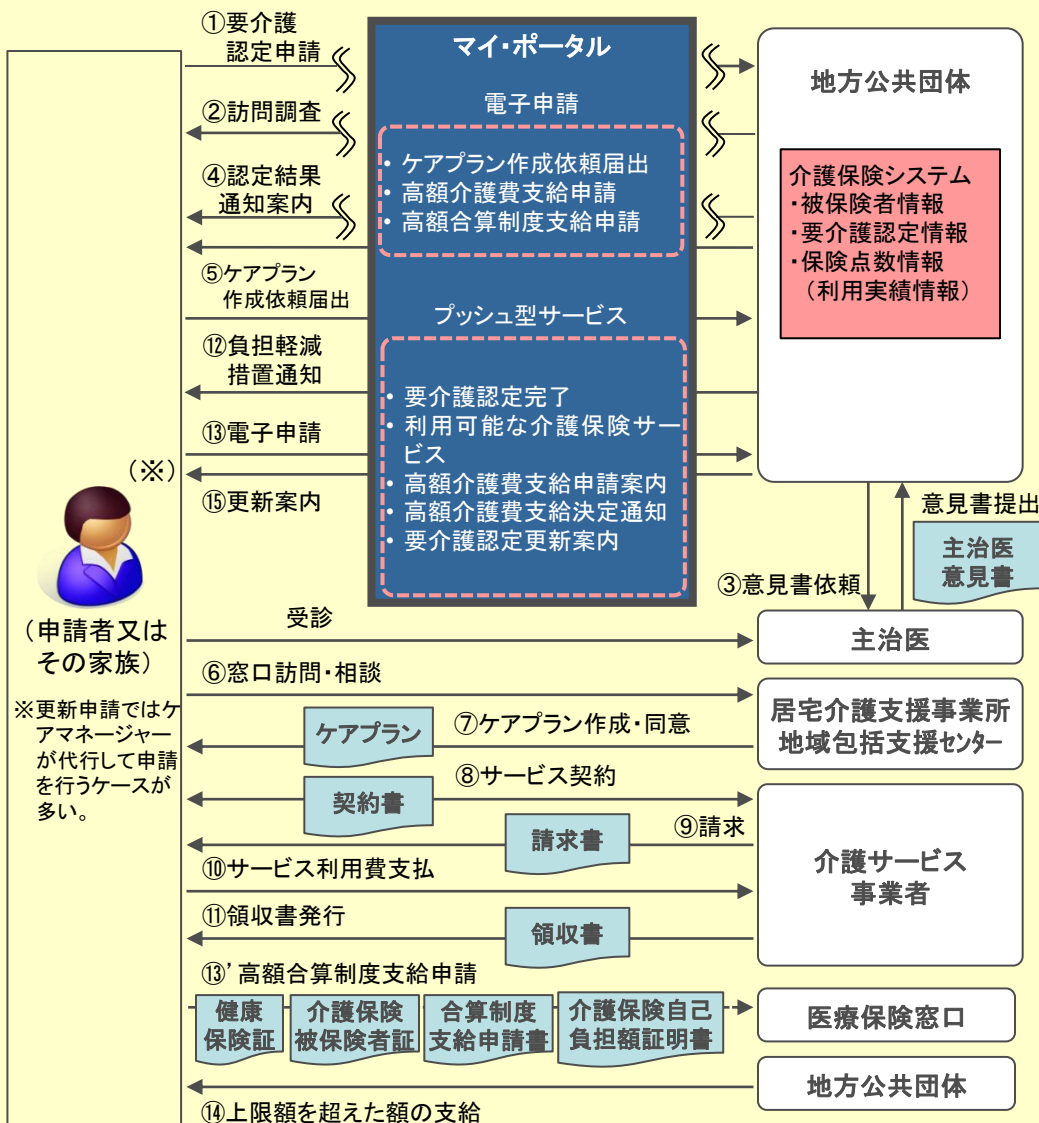 ①要介護
認定申請
②訪問調査
④認定結果
通知案内
⑤ケアプラン
作成依頼届出
⑫負担軽減
措置通知
⑬電子申請
(※)
⑮更新案内
(申請者又は
その家族)
※更新申請ではケ
アマネージャー
が代行して申請
を行うケースが
多い。
マイ・ポータル
電子申請
• ケアプラン作成依頼届出
• 高額介護費支給申請
• 高額合算制度支給申請
プッシュ型サービス
• 要介護認定完了
• 利用可能な介護保険サー
ビス
• 高額介護費支給申請案内
• 高額介護費支給決定通知
• 要介護認定更新案内
地方公共団体
介護保険システム
・被保険者情報
・要介護認定情報
・保険点数情報
(利用実績情報)
意見書提出
主治医
意見書
③意見書依頼
受診
主治医
⑥窓口訪問・相談
居宅介護支援事業所
地域包括支援センター
ケアプラン
⑦ケアプラン作成・同意
⑧サービス契約
契約書
⑨請求
請求書
⑩サービス利用費支払
介護サービス
事業者
⑪領収書発行
領収書
⑬’高額合算制度支給申請
健康
保険証
介護保険
被保険者証
合算制度
支給申請書
介護保険自己
負担額証明書
医療保険窓口
地方公共団体
⑭上限額を超えた額の支給